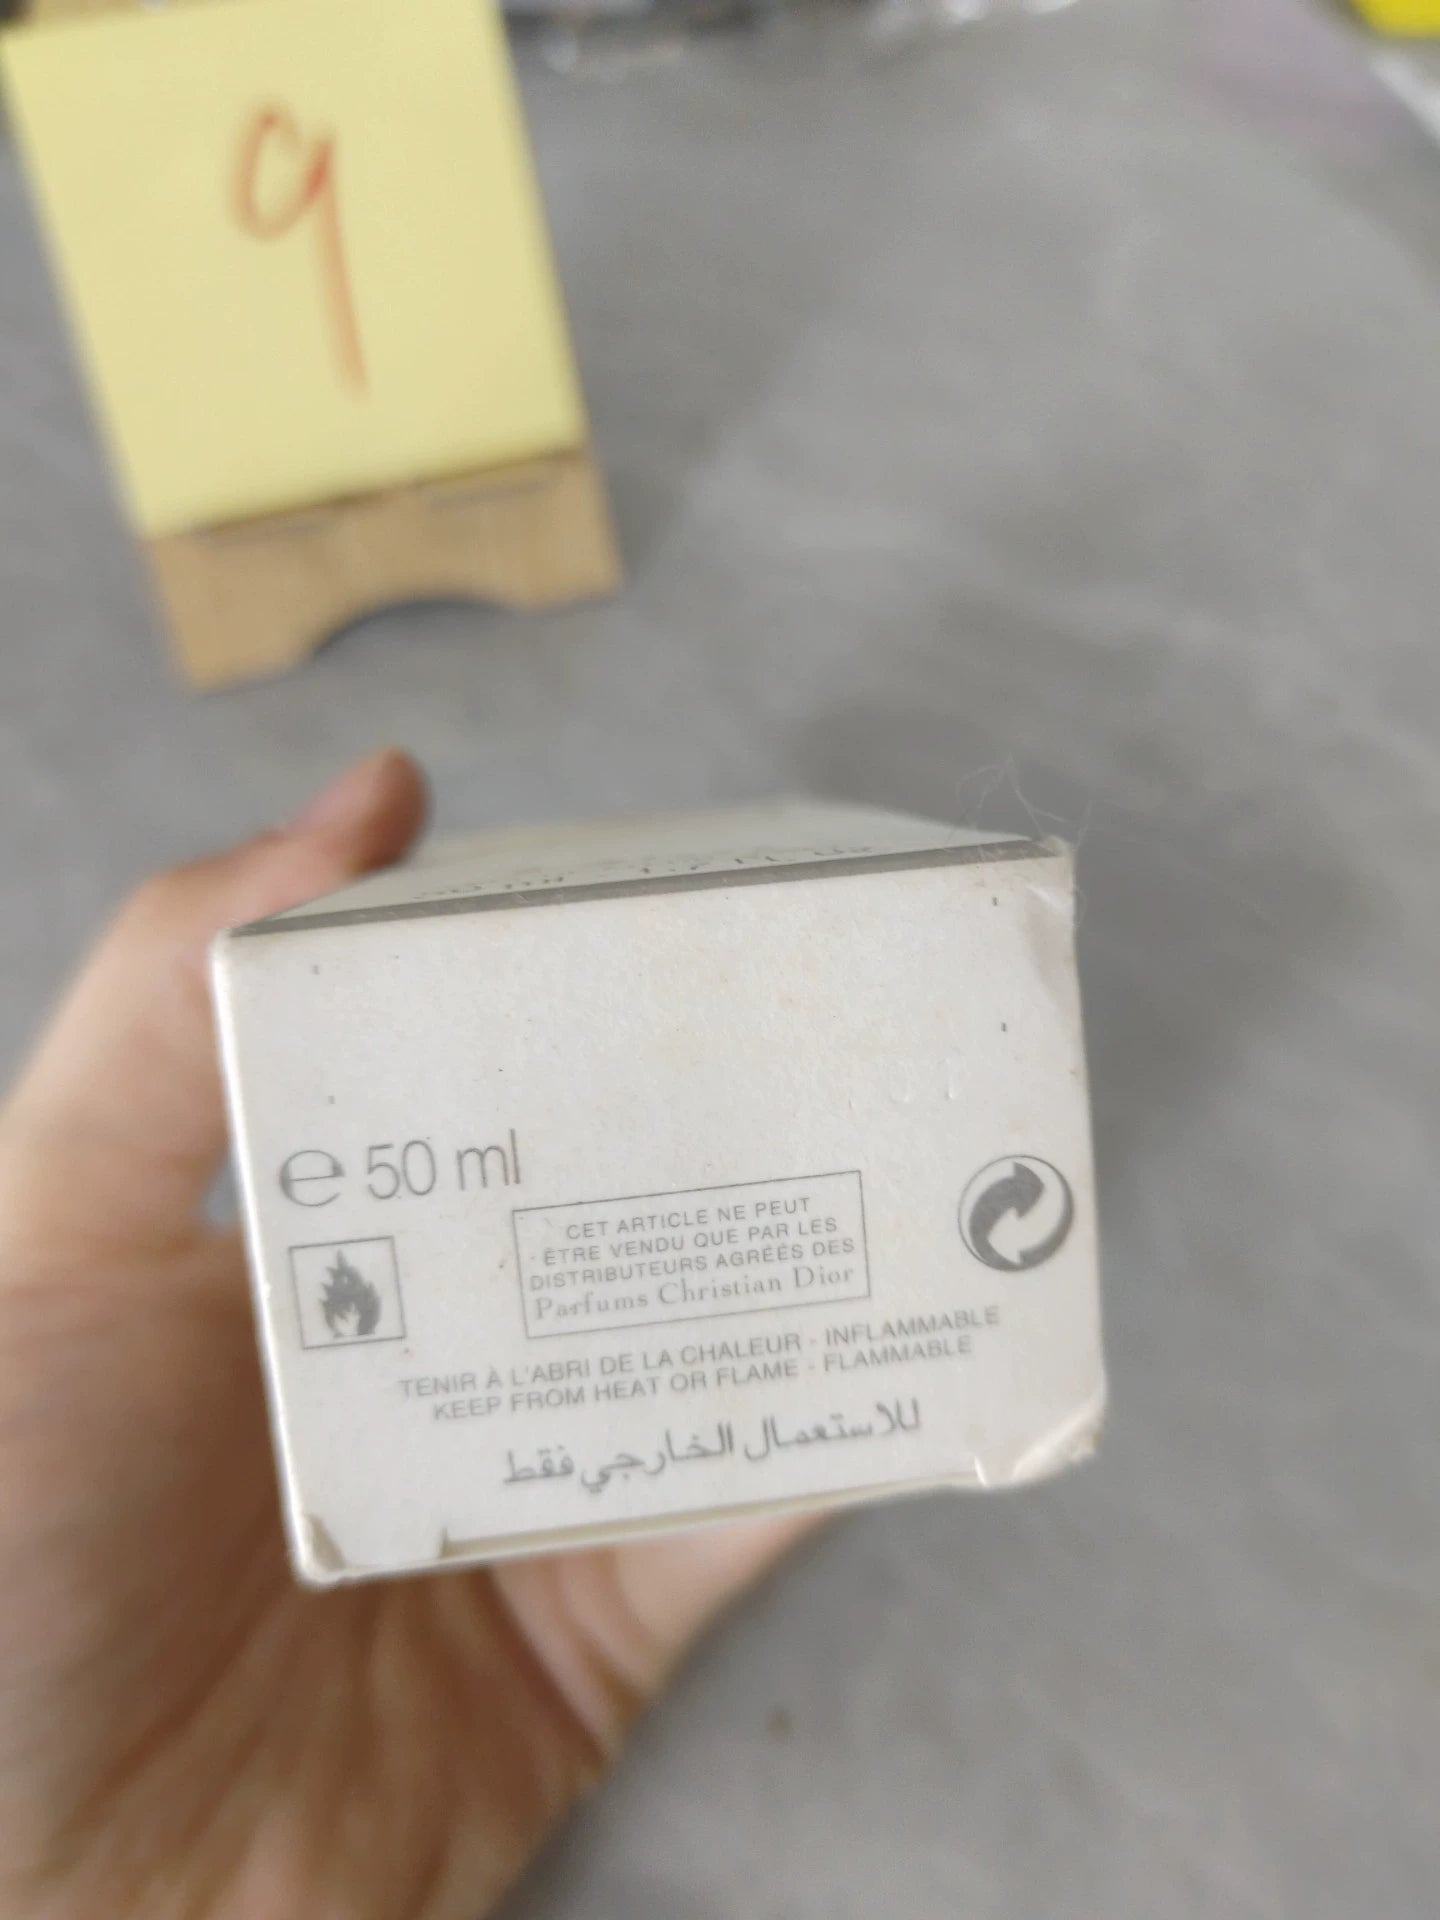 9
℮ 50 ml
CET ARTICLE NE PEUT
ÊTRE VENDU QUE PAR LES
DISTRIBUTEURS AGRÉÉS DES
Parfums Christian Dior
TENIR À L'ABRI DE LA CHALEUR - INFLAMMABLE
KEEP FROM HEAT OR FLAME - FLAMMABLE
للاستعمال الخارجي فقط